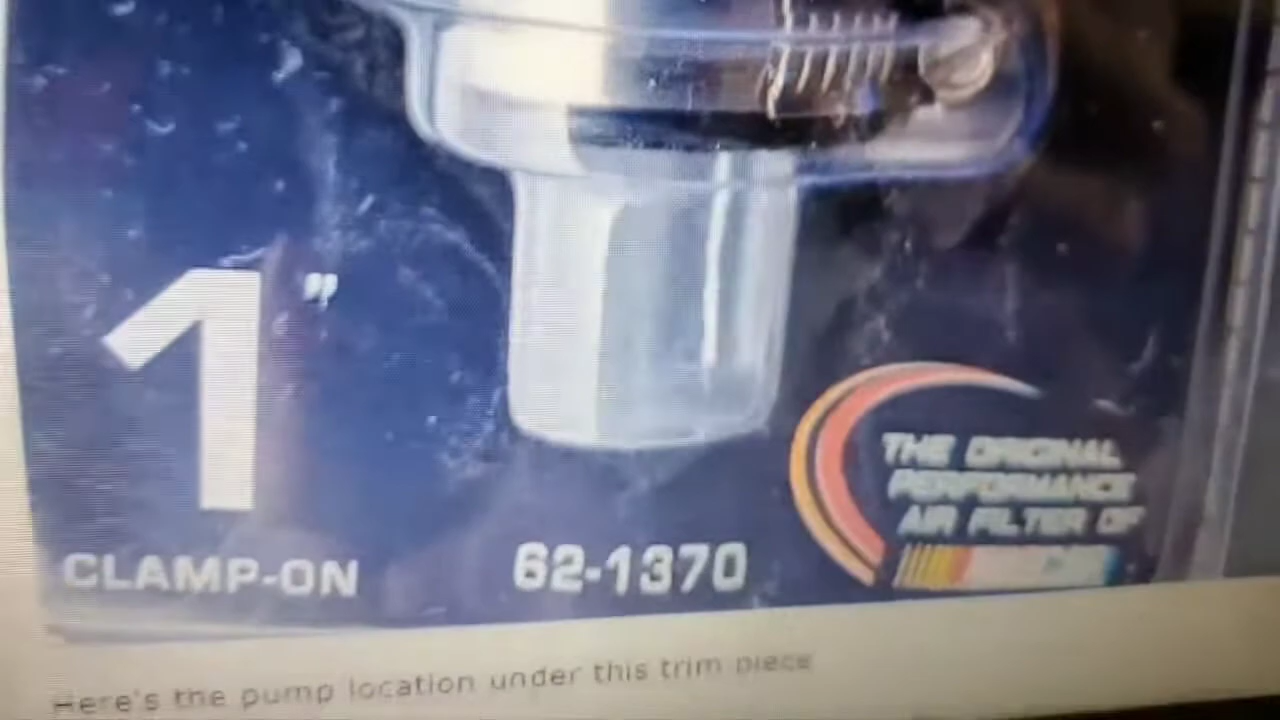 1"
CLAMP-ON
62-1370
THE ORIGINAL
PERFORMANCE
AIR FILTER OF
Here's the pump location under this trim piece